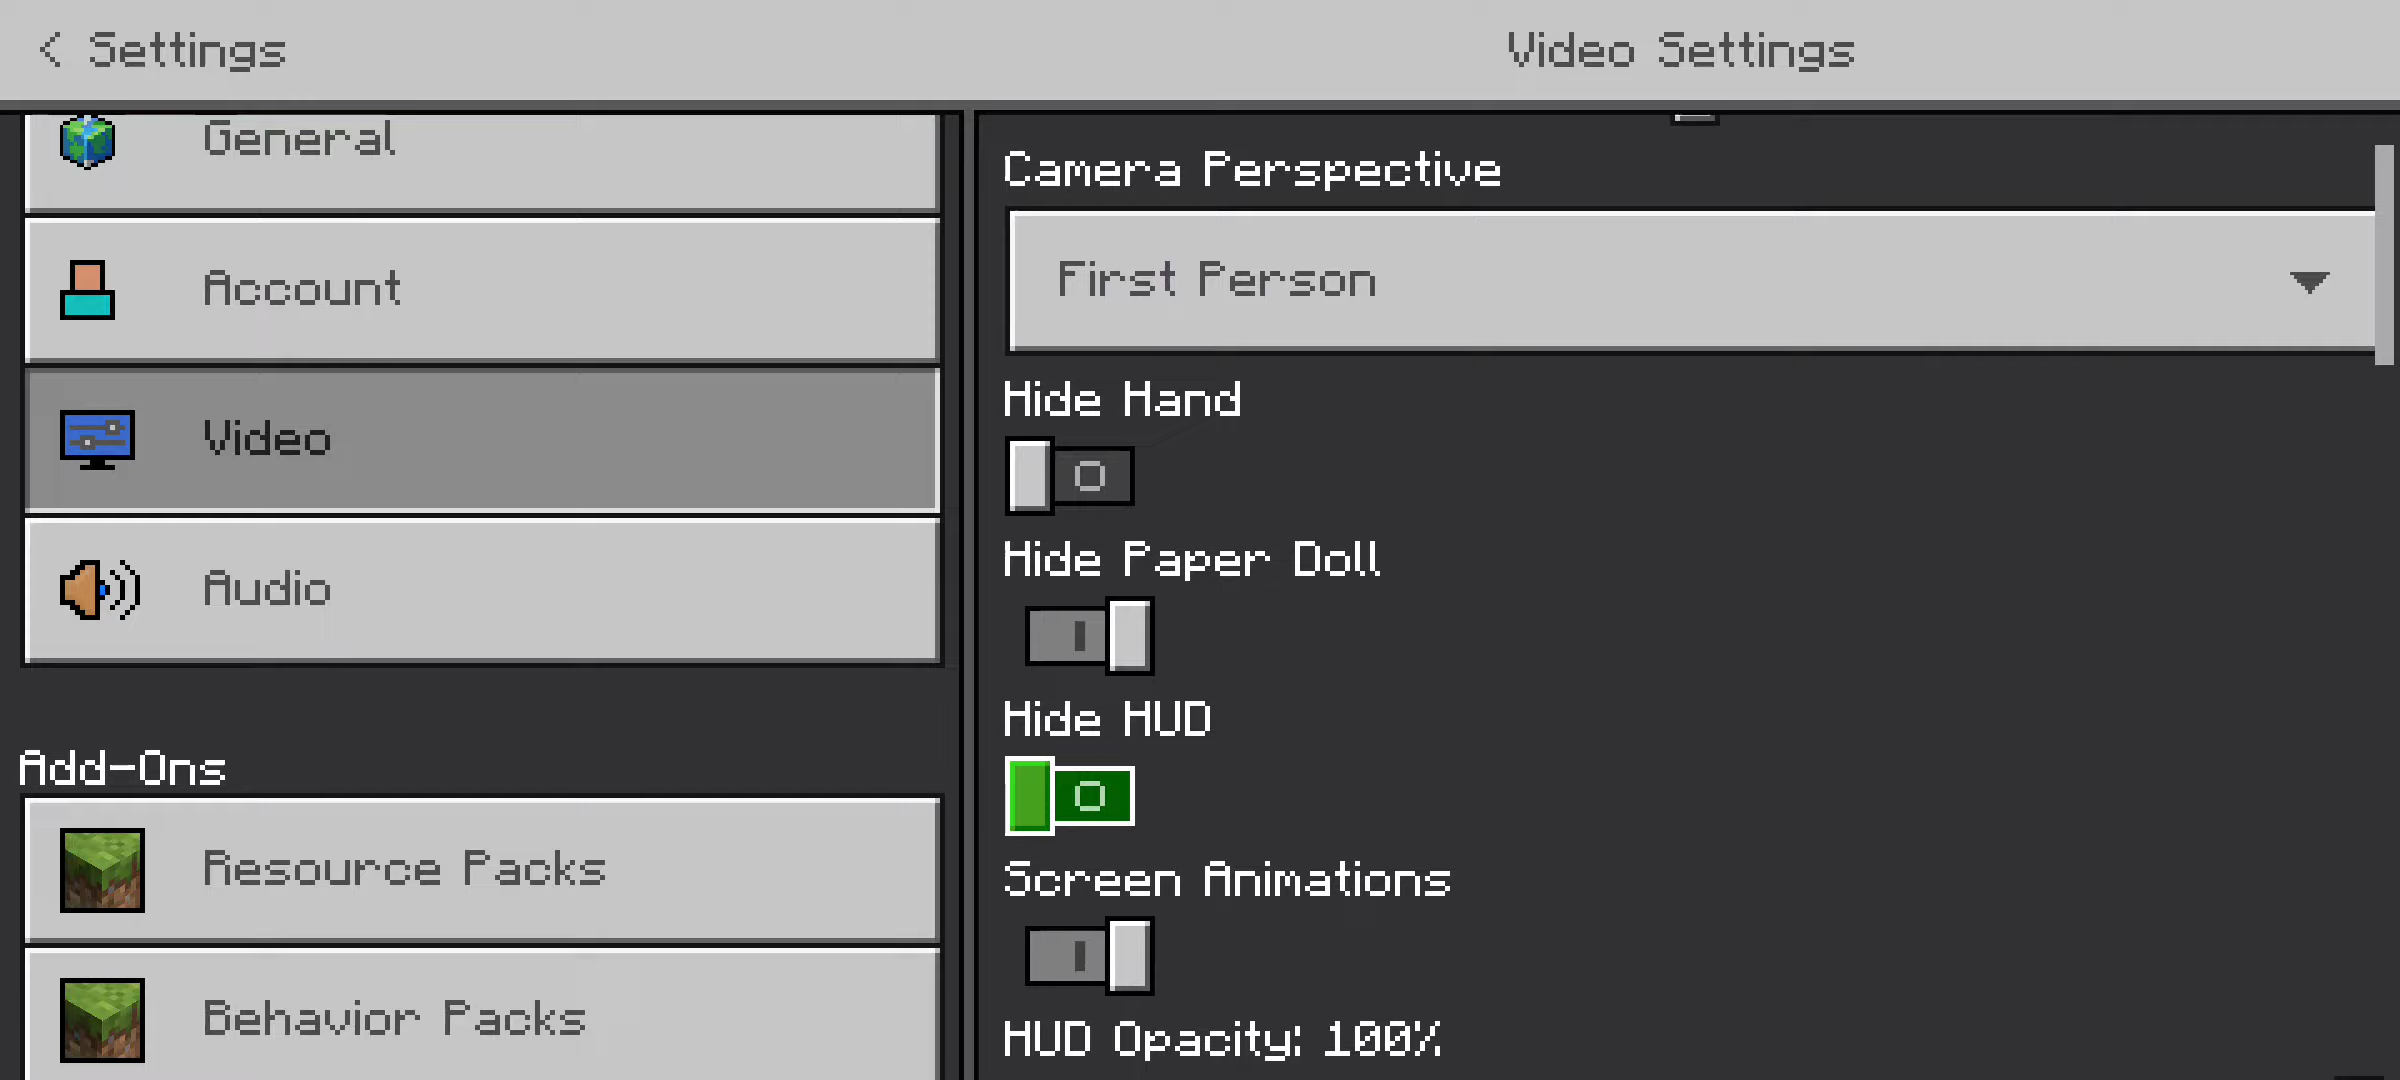 Settings
Video Settings
General
Account
Video
Audio
Add-Ons
Resource Packs
Behavior Packs
Camera Perspective
First Person
Hide Hand
Hide Paper Doll
Hide HUD
Screen Animations
HUD Opacity: 100%